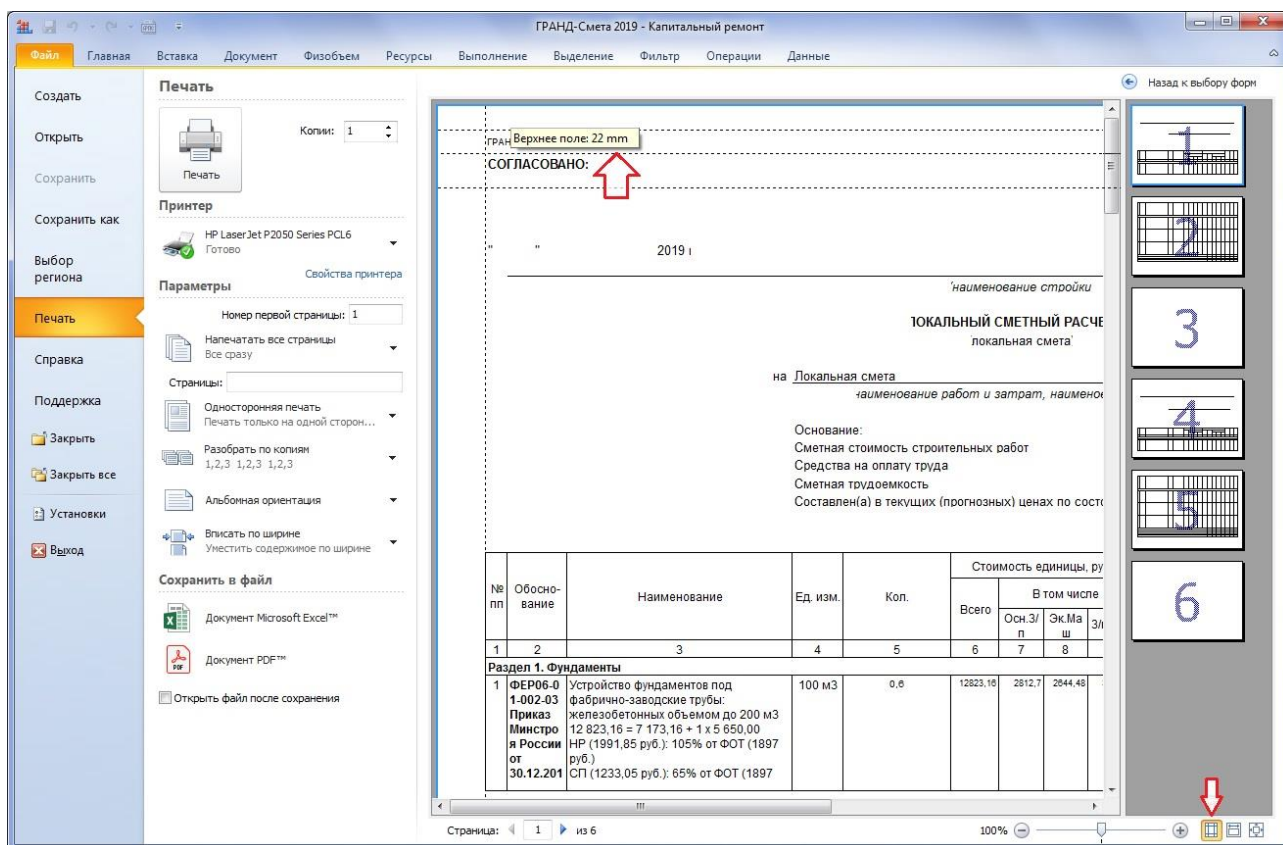 ГРАНД-Смета 2019 - Капитальный ремонт
Файл Главная Вставка Документ Физобъем Ресурсы Выполнение Выделение Фильтр Операции Данные
Создать
Открыть
Сохранить
Сохранить как
Выбор
региона
Печать
Справка
Поддержка
Закрыть
Закрыть все
Установки
Выход
Печать
Копии: 1
Печать
Принтер
HP LaserJet P2050 Series PCL6
Готово
Свойства принтера
Параметры
Номер первой страницы: 1
Напечатать все страницы
Все сразу
Страницы:
Односторонняя печать
Печать только на одной сторон...
Разобрать по копиям
1,2,3 1,2,3 1,2,3
Альбомная ориентация
Вписать по ширине
Уместить содержимое по ширине
Сохранить в файл
Документ Microsoft Excel™
Документ PDF™
Открыть файл после сохранения
Назад к выбору форм
ГРАН
Верхнее поле: 22 mm
СОГЛАСОВАНО:
" " 2019 г
наименование стройки
ЛОКАЛЬНЫЙ СМЕТНЫЙ РАСЧЕ
локальная смета
на Локальная смета
наименование работ и затрат, наимено
Основание:
Сметная стоимость строительных работ
Средства на оплату труда
Сметная трудоемкость
Составлен(а) в текущих (прогнозных) ценах по состо
№ пп
Обосно-
вание
Наименование
Ед. изм.
Кол.
Стоимость единицы, ру
Всего
В том числе
Осн.З/
п
Эк.Ма
ш
З/
1 2 3 4 5 6 7 8
Раздел 1. Фундаменты
1 ФЕР06-0 Устройство фундаментов под 100 м3 0,6 12823,16 2812,7 2644,48
1-002-03 фабрично-заводские трубы:
Приказ железобетонных объемом до 200 м3
Минстро 12 823,16 = 7 173,16 + 1 x 5 650,00
я России НР (1991,85 руб.): 105% от ФОТ (1897
от руб.)
30.12.201 СП (1233,05 руб.): 65% от ФОТ (1897
1
2
3
4
5
6
Страница: 1 из 6
100%